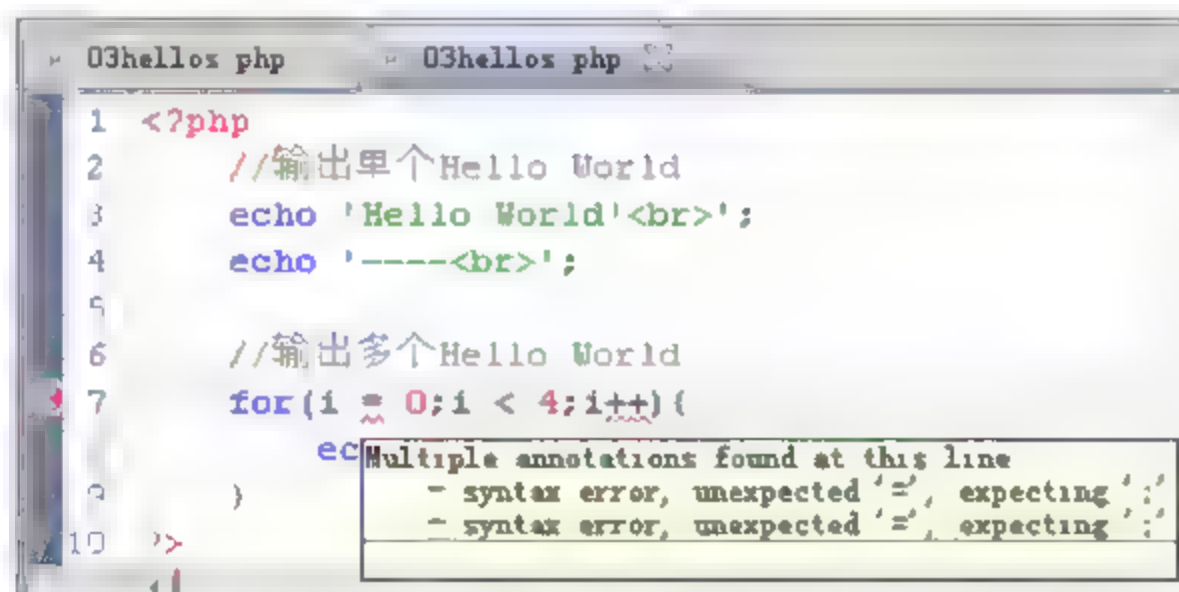 03hellos php 03hellos php
1 <?php
2 //输出单个Hello World
3 echo 'Hello World'<br>';
4 echo '----<br>';
5
6 //输出多个Hello World
7 for(i = 0;i < 4;i++){
ec
Multiple annotations found at this line
- syntax error, unexpected '=', expecting ';'
- syntax error, unexpected '=', expecting ';'
9 }
10 ?>